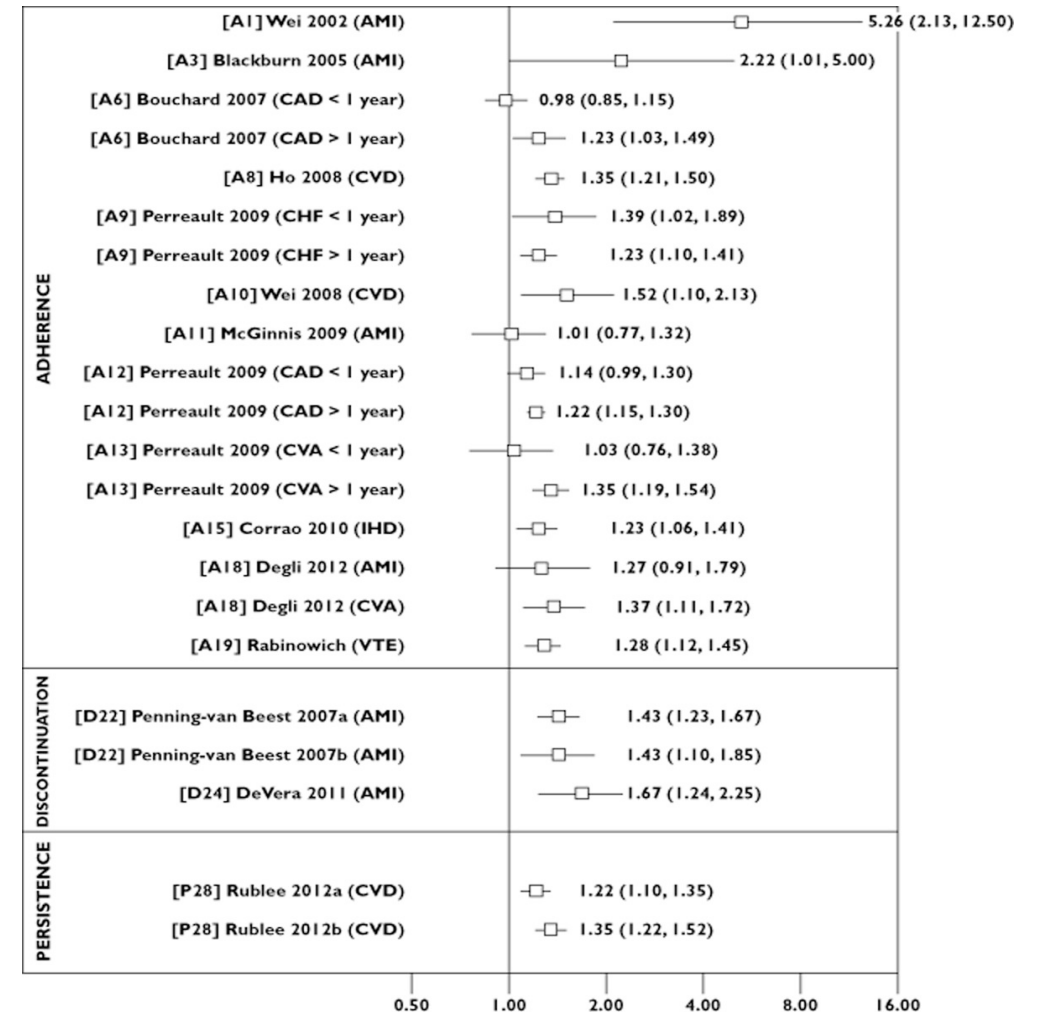 [A1] Wei 2002 (AMI) 5.26 (2.13, 12.50)
[A3] Blackburn 2005 (AMI) 2.22 (1.01, 5.00)
[A6] Bouchard 2007 (CAD < 1 year) 0.98 (0.85, 1.15)
[A6] Bouchard 2007 (CAD > 1 year) 1.23 (1.03, 1.49)
[A8] Ho 2008 (CVD) 1.35 (1.21, 1.50)
[A9] Perreault 2009 (CHF < 1 year) 1.39 (1.02, 1.89)
[A9] Perreault 2009 (CHF > 1 year) 1.23 (1.10, 1.41)
[A10] Wei 2008 (CVD) 1.52 (1.10, 2.13)
[A11] McGinnis 2009 (AMI) 1.01 (0.77, 1.32)
[A12] Perreault 2009 (CAD < 1 year) 1.14 (0.99, 1.30)
[A12] Perreault 2009 (CAD > 1 year) 1.22 (1.15, 1.30)
[A13] Perreault 2009 (CVA < 1 year) 1.03 (0.76, 1.38)
[A13] Perreault 2009 (CVA > 1 year) 1.35 (1.19, 1.54)
[A15] Corrao 2010 (IHD) 1.23 (1.06, 1.41)
[A18] Degli 2012 (AMI) 1.27 (0.91, 1.79)
[A18] Degli 2012 (CVA) 1.37 (1.11, 1.72)
[A19] Rabinowich (VTE) 1.28 (1.12, 1.45)
ADHERENCE
[D22] Penning-van Beest 2007a (AMI) 1.43 (1.23, 1.67)
[D22] Penning-van Beest 2007b (AMI) 1.43 (1.10, 1.85)
[D24] DeVera 2011 (AMI) 1.67 (1.24, 2.25)
DISCONTINUATION
[P28] Rublee 2012a (CVD) 1.22 (1.10, 1.35)
[P28] Rublee 2012b (CVD) 1.35 (1.22, 1.52)
PERSISTENCE
0.50 1.00 2.00 4.00 8.00 16.00